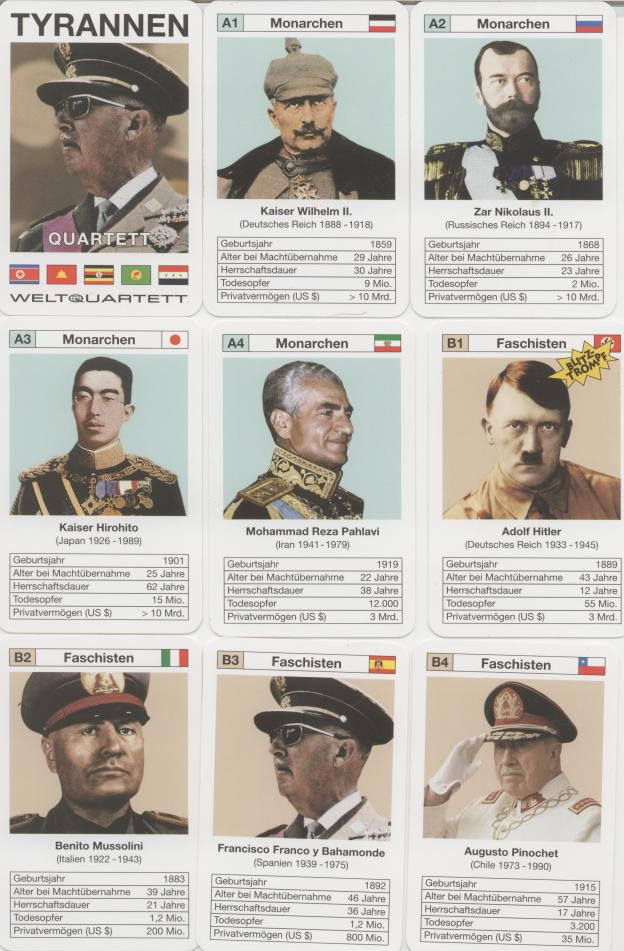 TYRANNEN
QUARTETT
WELTQUARTETT
A1 Monarchen
Kaiser Wilhelm II.
(Deutsches Reich 1888 -1918)
Geburtsjahr 1859
Alter bei Machtübernahme 29 Jahre
Herrschaftsdauer 30 Jahre
Todesopfer 9 Mio.
Privatvermögen (US $) > 10 Mrd.
A2 Monarchen
Zar Nikolaus II.
(Russisches Reich 1894 -1917)
Geburtsjahr 1868
Alter bei Machtübernahme 26 Jahre
Herrschaftsdauer 23 Jahre
Todesopfer 2 Mio.
Privatvermögen (US $) > 10 Mrd.
A3 Monarchen
Kaiser Hirohito
(Japan 1926 -1989)
Geburtsjahr 1901
Alter bei Machtübernahme 25 Jahre
Herrschaftsdauer 62 Jahre
Todesopfer 15 Mio.
Privatvermögen (US $) > 10 Mrd.
A4 Monarchen
Mohammad Reza Pahlavi
(Iran 1941 -1979)
Geburtsjahr 1919
Alter bei Machtübernahme 22 Jahre
Herrschaftsdauer 38 Jahre
Todesopfer 12.000
Privatvermögen (US $) 3 Mrd.
B1 Faschisten
BLITZ-
TROMPF
Adolf Hitler
(Deutsches Reich 1933 -1945)
Geburtsjahr 1889
Alter bei Machtübernahme 43 Jahre
Herrschaftsdauer 12 Jahre
Todesopfer 55 Mio.
Privatvermögen (US $) 3 Mrd.
B2 Faschisten
Benito Mussolini
(Italien 1922 -1943)
Geburtsjahr 1883
Alter bei Machtübernahme 39 Jahre
Herrschaftsdauer 21 Jahre
Todesopfer 1,2 Mio.
Privatvermögen (US $) 200 Mio.
B3 Faschisten
Francisco Franco y Bahamonde
(Spanien 1939 -1975)
Geburtsjahr 1892
Alter bei Machtübernahme 46 Jahre
Herrschaftsdauer 36 Jahre
Todesopfer 1,2 Mio.
Privatvermögen (US $) 800 Mio.
B4 Faschisten
Augusto Pinochet
(Chile 1973 -1990)
Geburtsjahr 1915
Alter bei Machtübernahme 57 Jahre
Herrschaftsdauer 17 Jahre
Todesopfer 3.200
Privatvermögen (US $) 35 Mio.